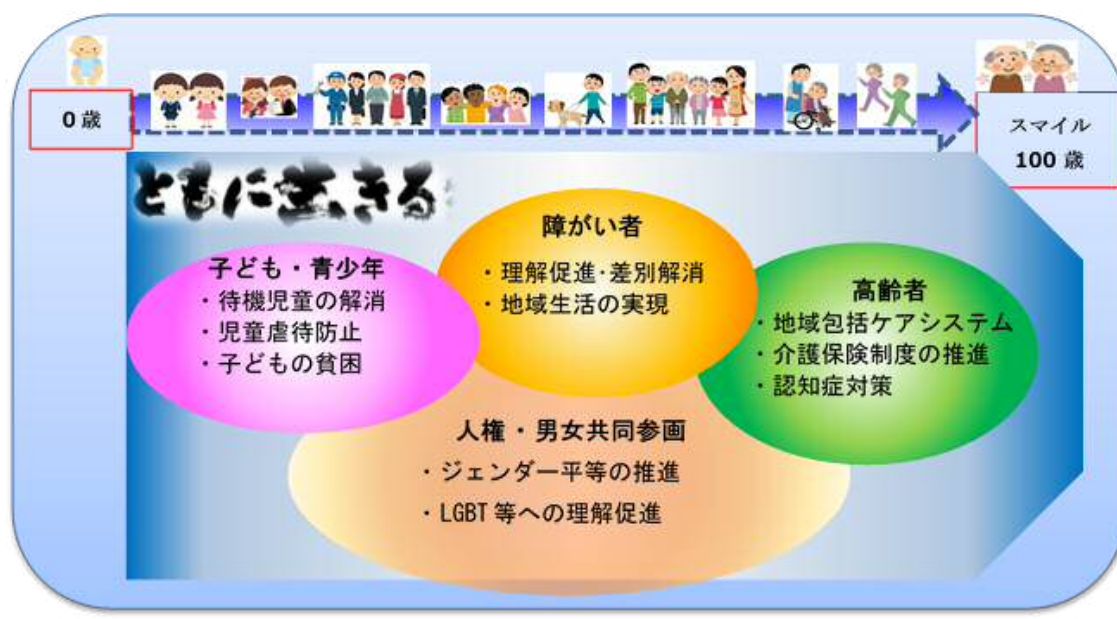 0歳
スマイル
100歳
ともに生きる
障がい者
・理解促進・差別解消
・地域生活の実現
子ども・青少年
・待機児童の解消
・児童虐待防止
・子どもの貧困
高齢者
・地域包括ケアシステム
・介護保険制度の推進
・認知症対策
人権・男女共同参画
・ジェンダー平等の推進
・LGBT等への理解促進